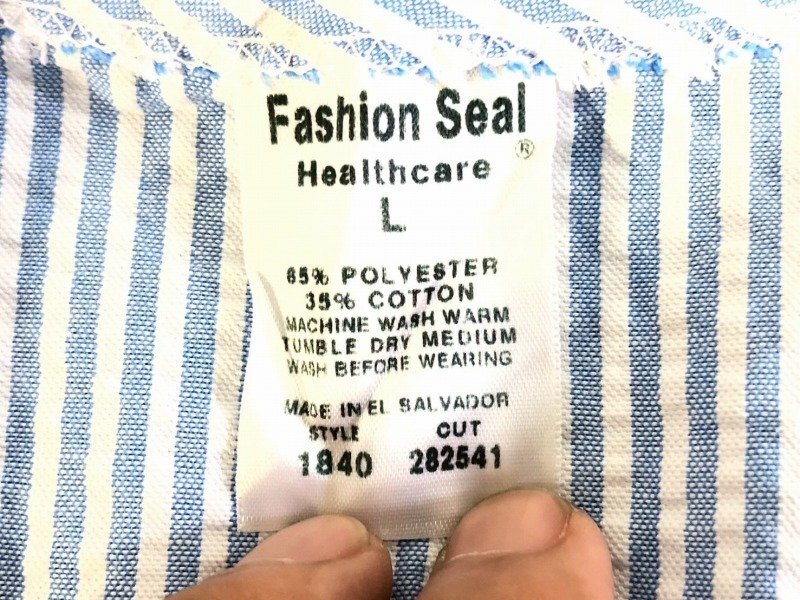 Fashion Seal
®
Healthcare
L
65% POLYESTER
35% COTTON
MACHINE WASH WARM
TUMBLE DRY MEDIUM
WASH BEFORE WEARING
MADE IN EL SALVADOR
STYLE CUT
1840 282541